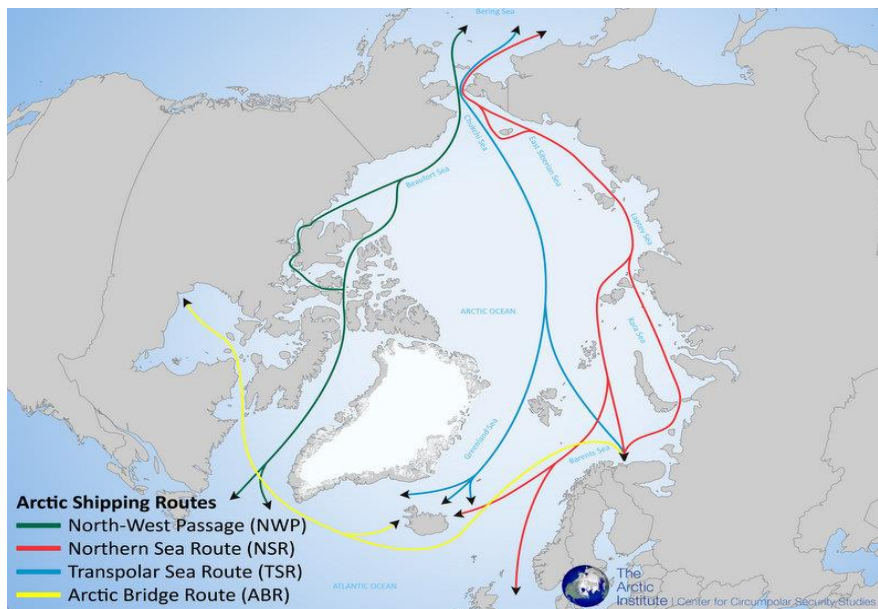 Bering Sea
Chukchi Sea
East Siberian Sea
Beaufort Sea
Laptev Sea
ARCTIC OCEAN
Kara Sea
Greenland Sea
Barents Sea
Arctic Shipping Routes
North-West Passage (NWP)
Northern Sea Route (NSR)
Transpolar Sea Route (TSR)
Arctic Bridge Route (ABR)
ATLANTIC OCEAN
The
Arctic
Institute | Center for Circumpolar Security Studies